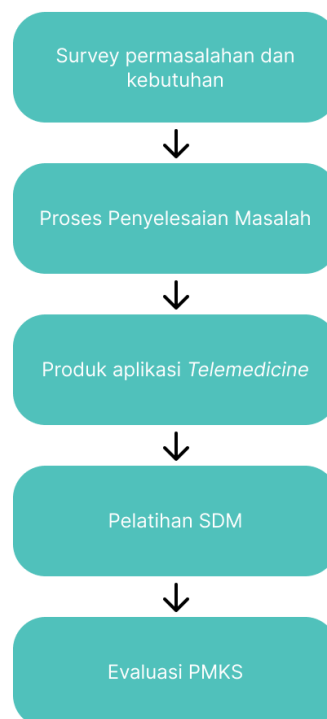 Survey permasalahan dan
kebutuhan
Proses Penyelesaian Masalah
Produk aplikasi Telemedicine
Pelatihan SDM
Evaluasi PMKS